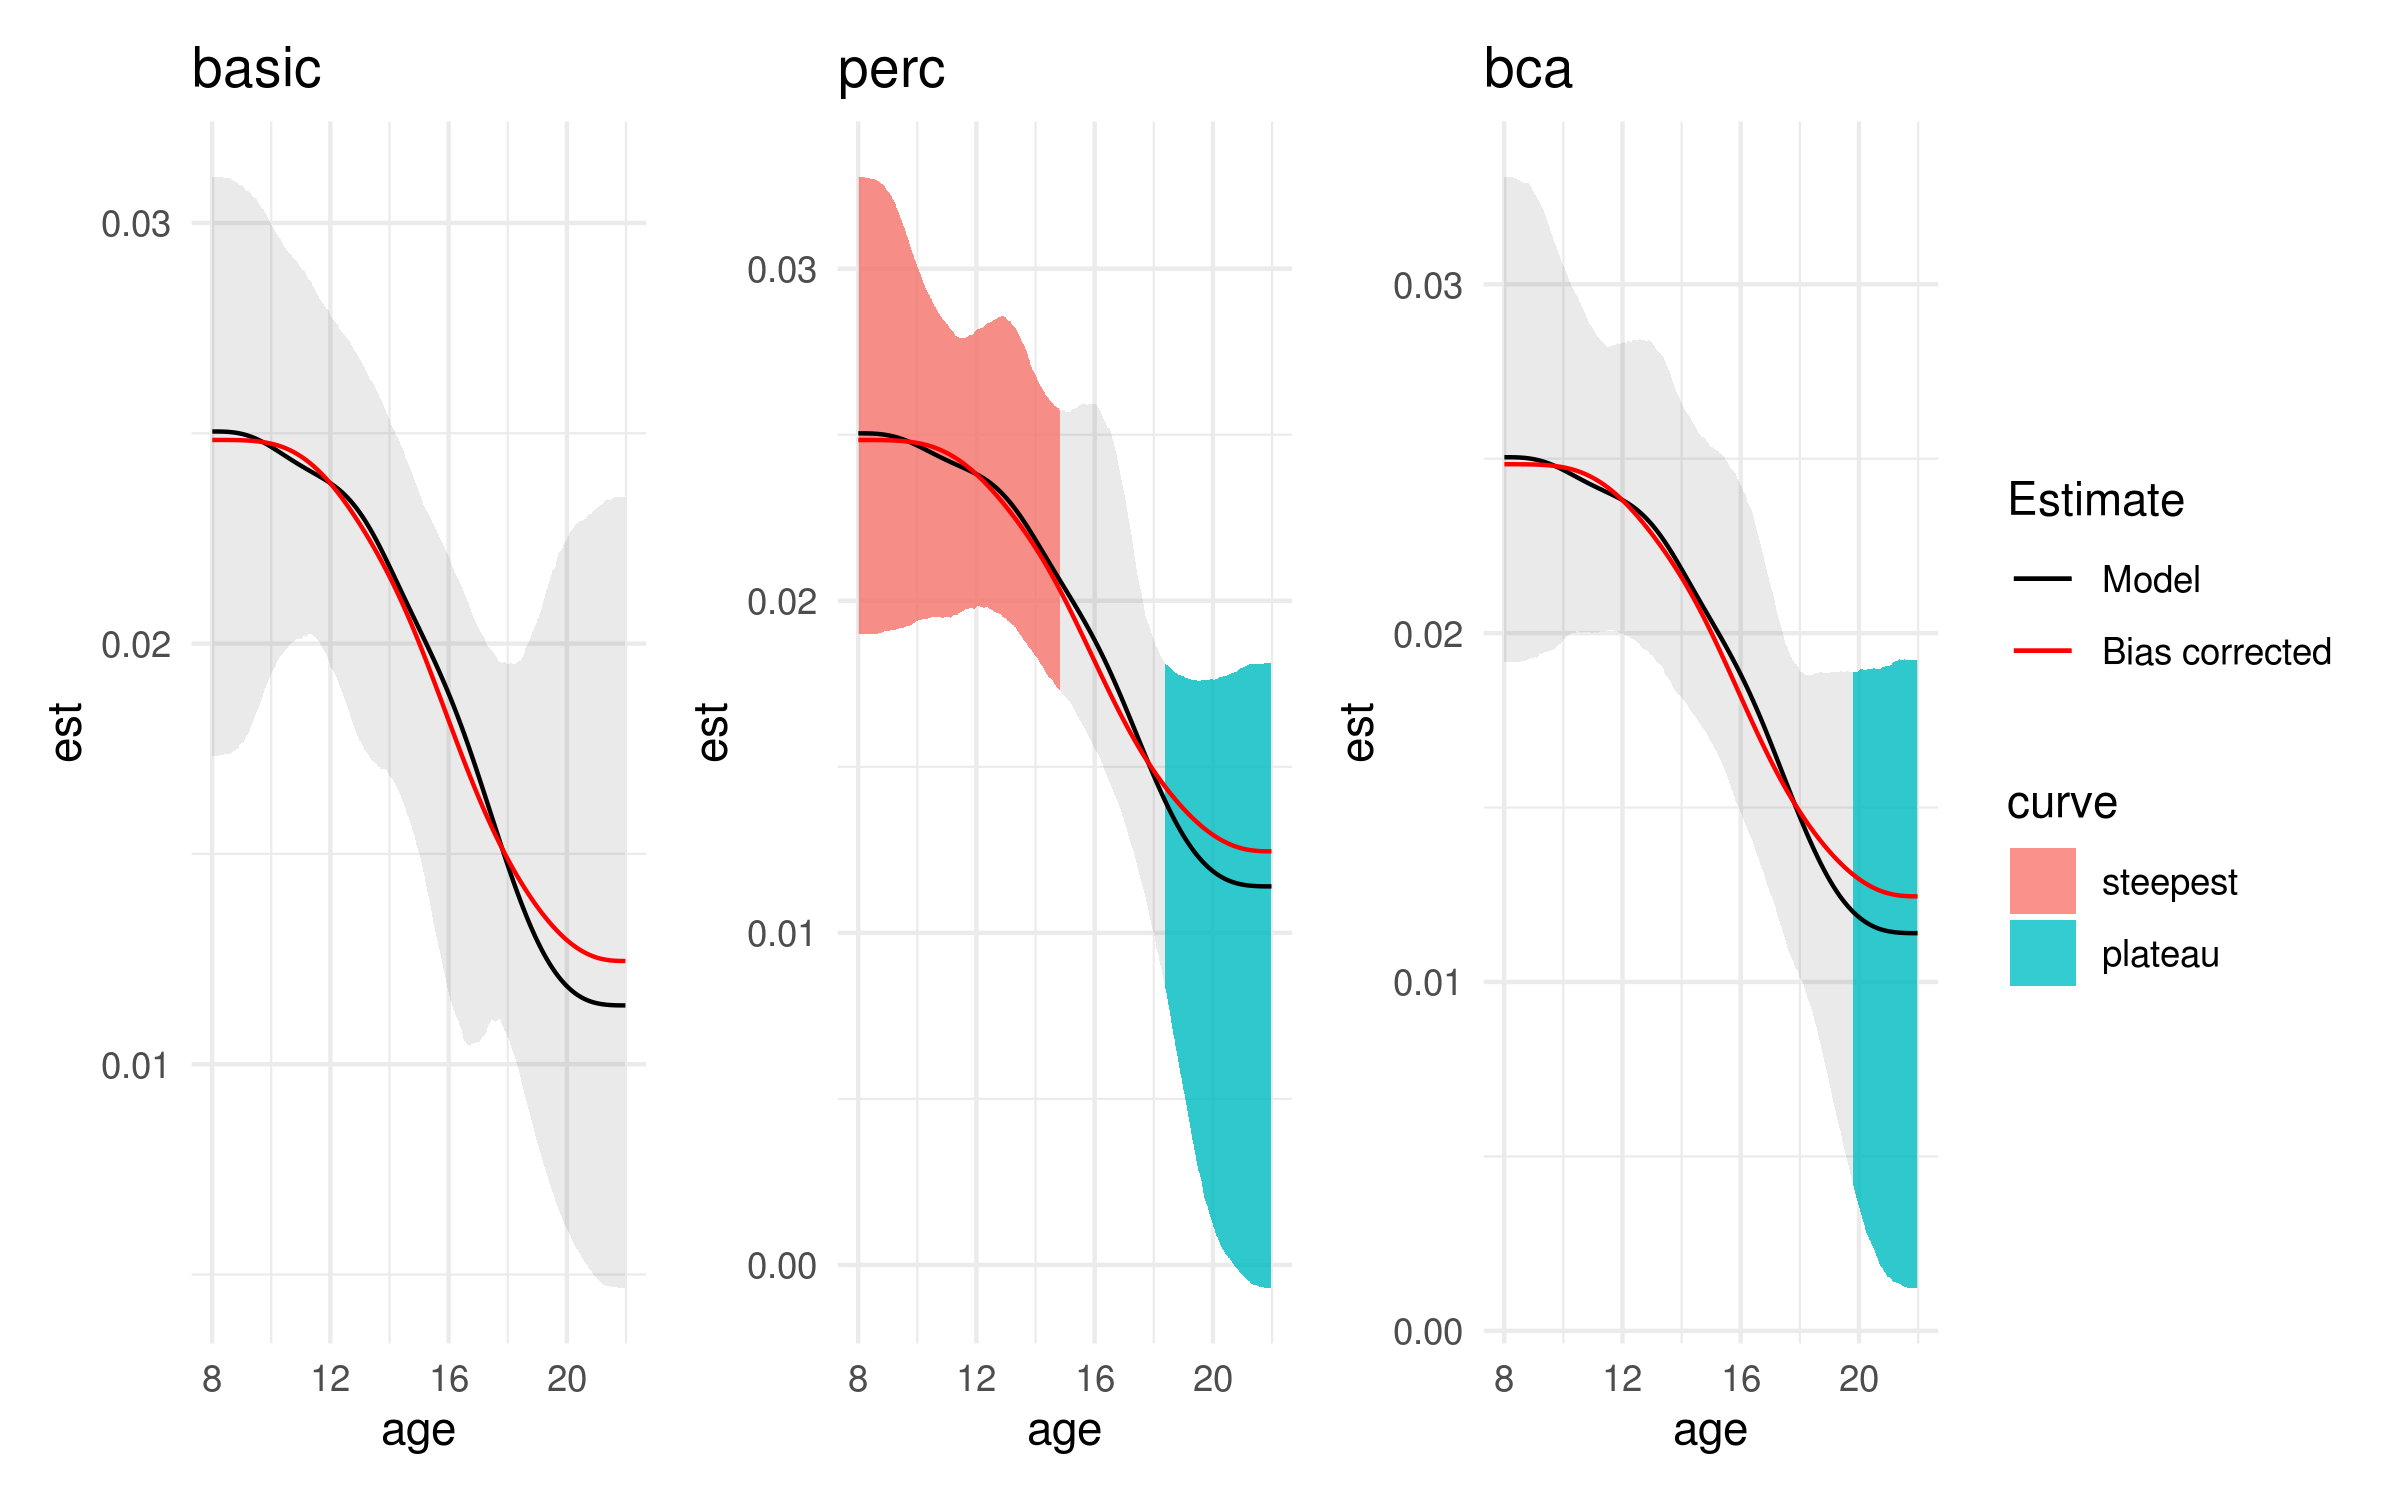 basic
est
0.03
0.02
0.01
8 12 16 20
age
perc
est
0.03
0.02
0.01
0.00
8 12 16 20
age
bca
est
0.03
0.02
0.01
0.00
8 12 16 20
age
Estimate
Model
Bias corrected
curve
steepest
plateau